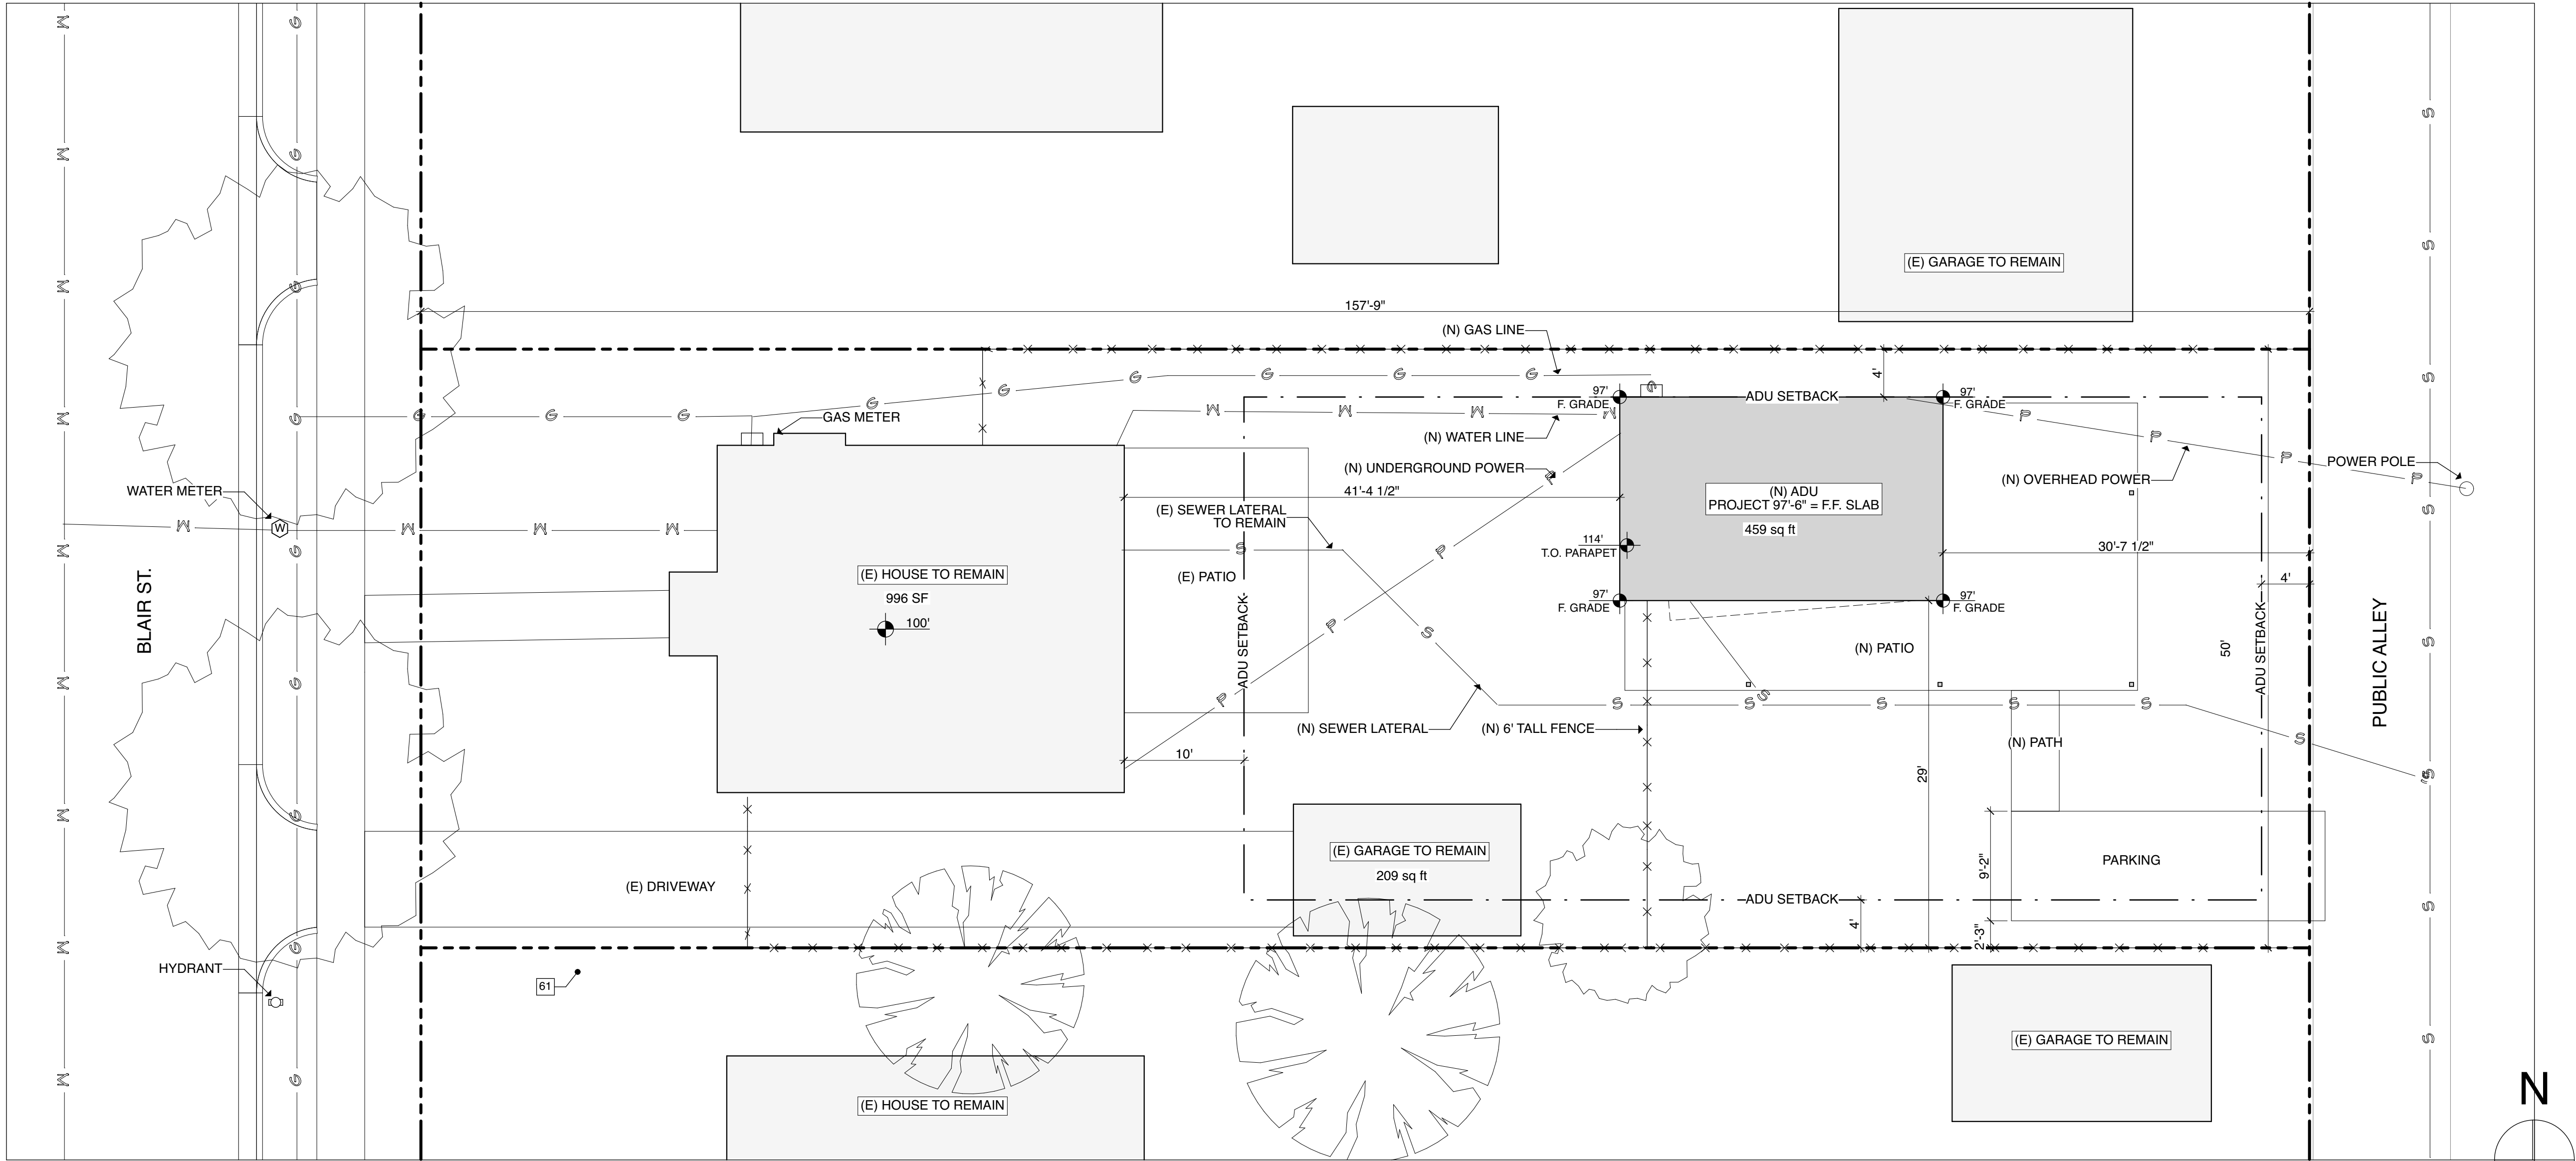 (E) GARAGE TO REMAIN
157'-9"
(N) GAS LINE
4'
97'
F. GRADE
ADU SETBACK
97'
F. GRADE
GAS METER
(N) WATER LINE
(N) UNDERGROUND POWER
POWER POLE
(N) OVERHEAD POWER
WATER METER
W
41'-4 1/2"
(N) ADU
PROJECT 97'-6" = F.F. SLAB
459 sq ft
(E) SEWER LATERAL
TO REMAIN
114'
T.O. PARAPET
30'-7 1/2"
4'
(E) HOUSE TO REMAIN
996 SF
100'
(E) PATIO
ADU SETBACK
97'
F. GRADE
97'
F. GRADE
BLAIR ST.
(N) PATIO
50'
ADU SETBACK
PUBLIC ALLEY
(N) SEWER LATERAL
(N) 6' TALL FENCE
(N) PATH
10'
29'
(E) GARAGE TO REMAIN
209 sq ft
9'-2"
PARKING
(E) DRIVEWAY
ADU SETBACK
4'
2'-3"
HYDRANT
61
(E) GARAGE TO REMAIN
(E) HOUSE TO REMAIN
N
M
M
M
M
M
M
M
M
M
G
G
G
G
G
G
G
G
G
S
S
S
S
S
S
S
S
G
G
G
G
G
G
G
G
G
G
M
M
M
M
M
M
M
M
P
P
P
P
P
P
P
P
S
S
S
S
S
S
S
S
S